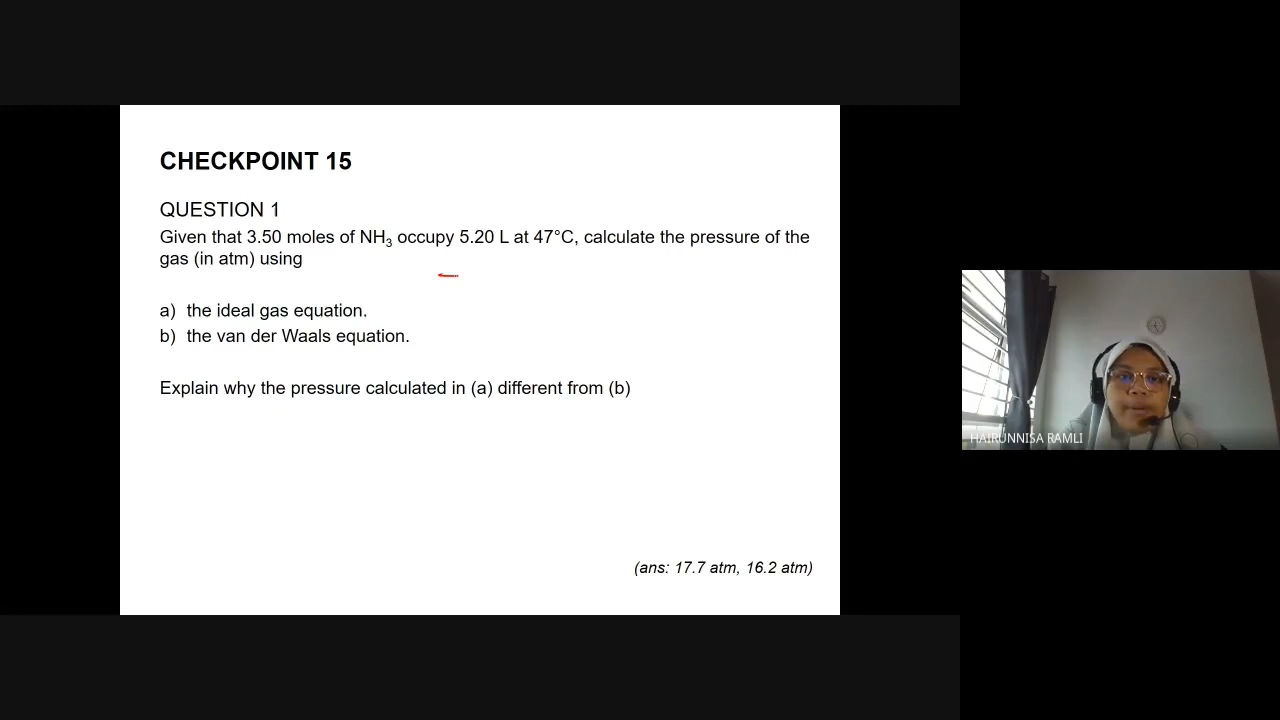 CHECKPOINT 15
QUESTION 1
Given that 3.50 moles of NH₃ occupy 5.20 L at 47°C, calculate the pressure of the
gas (in atm) using
a) the ideal gas equation.
b) the van der Waals equation.
Explain why the pressure calculated in (a) different from (b)
(ans: 17.7 atm, 16.2 atm)
HAIRUNNISA RAMLI